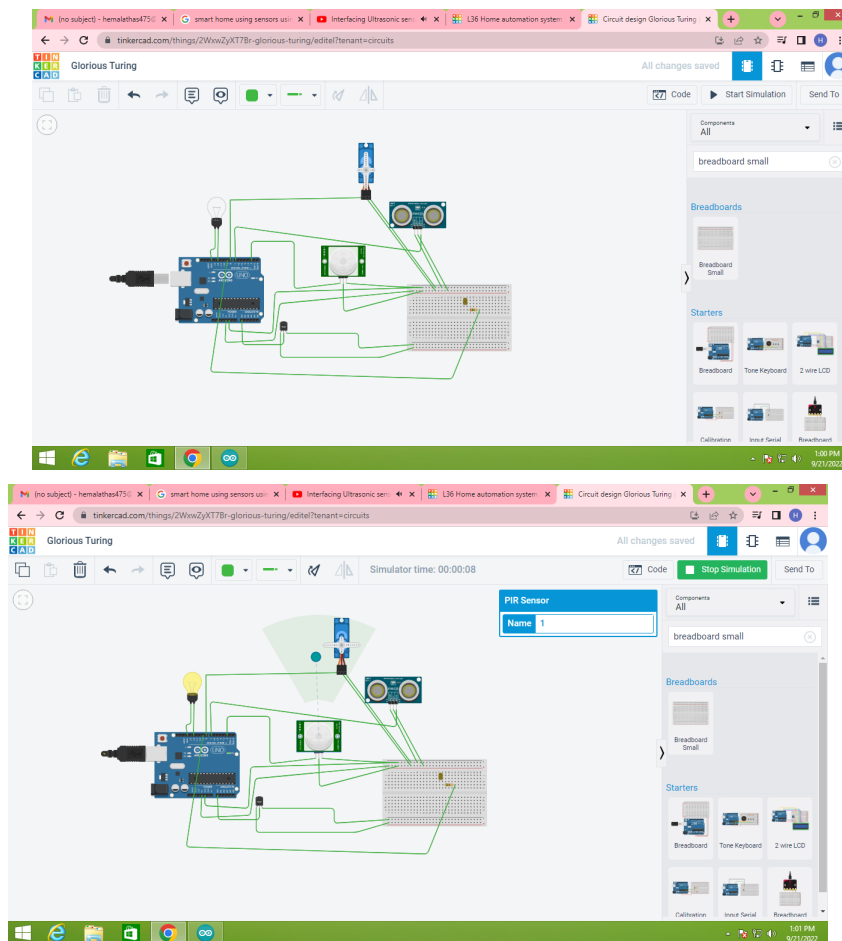 (no subject) - hemalathas475@
smart home using sensors usin
Interfacing Ultrasonic sens
L36 Home automation system
Circuit design Glorious Turing
tinkercad.com/things/2WxwZyXT7Br-glorious-turing/editel?tenant=circuits
H
TIN
KER
CAD
Glorious Turing
All changes saved
Code
Start Simulation
Send To
Components
All
breadboard small
Breadboards
Breadboard
Small
Starters
Breadboard
Tone Keyboard
2 wire LCD
Calibration
Input Serial
Breadboard
UNO
1:00 PM
9/21/2022
(no subject) - hemalathas475@
smart home using sensors usin
Interfacing Ultrasonic sens
L36 Home automation system
Circuit design Glorious Turing
tinkercad.com/things/2WxwZyXT7Br-glorious-turing/editel?tenant=circuits
H
TIN
KER
CAD
Glorious Turing
All changes saved
Simulator time: 00:00:08
Code
Stop Simulation
Send To
PIR Sensor
Name 1
Components
All
breadboard small
Breadboards
Breadboard
Small
Starters
Breadboard
Tone Keyboard
2 wire LCD
Calibration
Input Serial
Breadboard
UNO
1:01 PM
9/21/2022